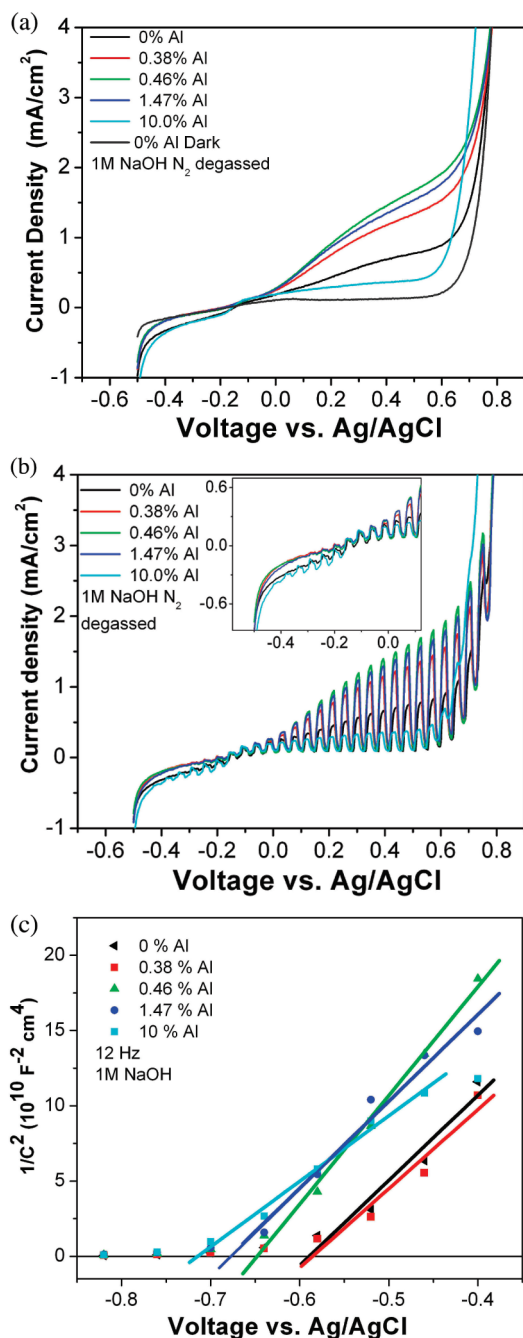 (a)
0% Al
0.38% Al
0.46% Al
1.47% Al
10.0% Al
0% Al Dark
1M NaOH N2 degassed
Current Density (mA/cm2)
4
3
2
1
0
-1
-0.6 -0.4 -0.2 0.0 0.2 0.4 0.6 0.8
Voltage vs. Ag/AgCl
(b)
0% Al
0.38% Al
0.46% Al
1.47% Al
10.0% Al
1M NaOH N2
degassed
0.6
0.3
0.0
-0.3
-0.6
-0.4 -0.2 0.0
Current density (mA/cm2)
4
3
2
1
0
-1
-0.6 -0.4 -0.2 0.0 0.2 0.4 0.6 0.8
Voltage vs. Ag/AgCl
(c)
0 % Al
0.38 % Al
0.46 % Al
1.47 % Al
10 % Al
12 Hz
1M NaOH
1/C2 (1010 F-2 cm4)
20
15
10
5
0
-0.8 -0.7 -0.6 -0.5 -0.4
Voltage vs. Ag/AgCl